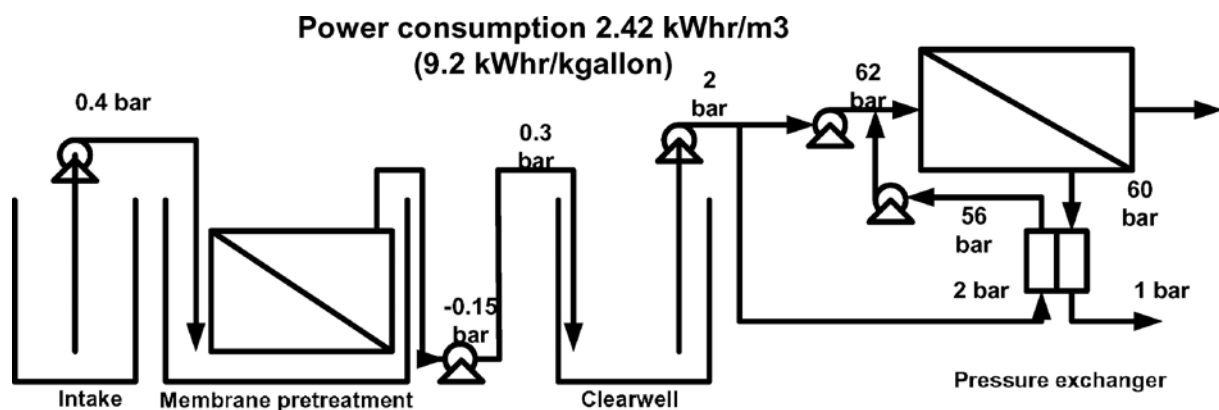 Power consumption 2.42 kWhr/m3
(9.2 kWhr/kgallon)
0.4 bar
0.3
bar
2
bar
62
bar
60
bar
56
bar
-0.15
bar
2 bar
1 bar
Intake
Membrane pretreatment
Clearwell
Pressure exchanger